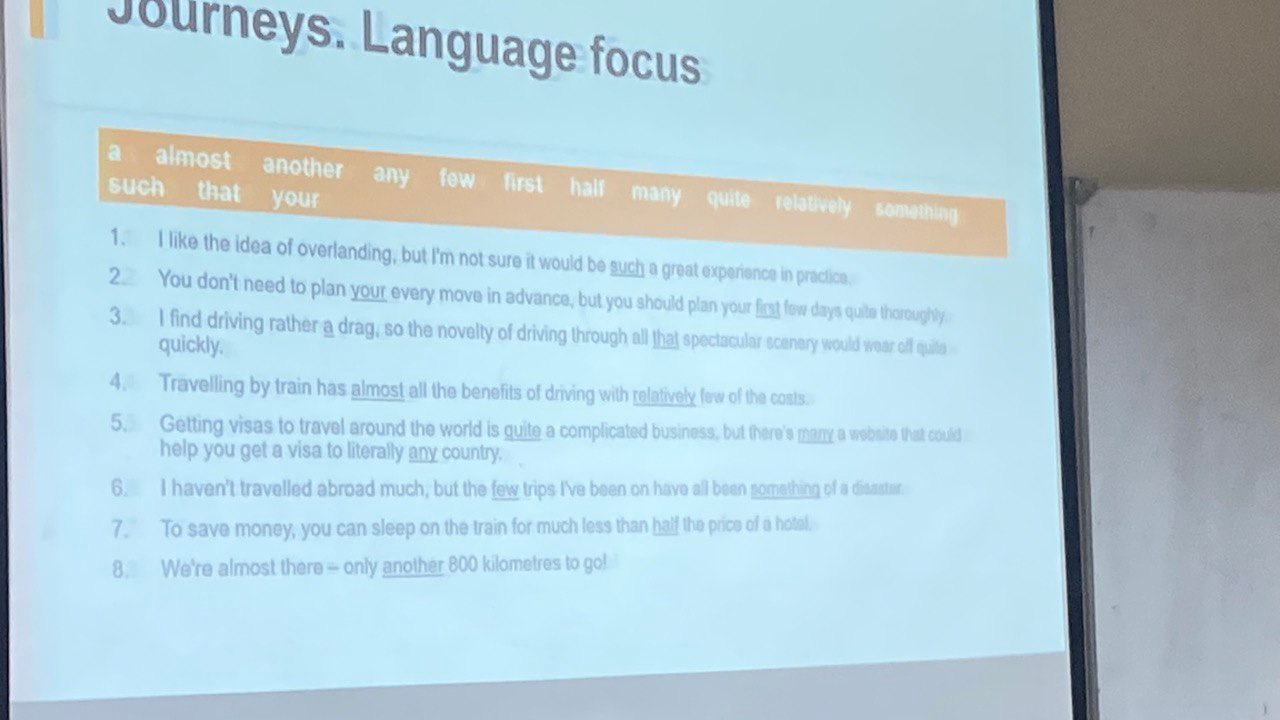 Journeys. Language focus
a almost another any few first half many quite relatively something
such that your
1. I like the idea of overlanding, but I'm not sure it would be such a great experience in practice.
2. You don't need to plan your every move in advance, but you should plan your first few days quite thoroughly.
3. I find driving rather a drag, so the novelty of driving through all that spectacular scenery would wear off quite
quickly.
4. Travelling by train has almost all the benefits of driving with relatively few of the costs.
5. Getting visas to travel around the world is quite a complicated business, but there's many a website that could
help you get a visa to literally any country.
6. I haven't travelled abroad much, but the few trips I've been on have all been something of a disaster.
7. To save money, you can sleep on the train for much less than half the price of a hotel.
8. We're almost there – only another 800 kilometres to go!